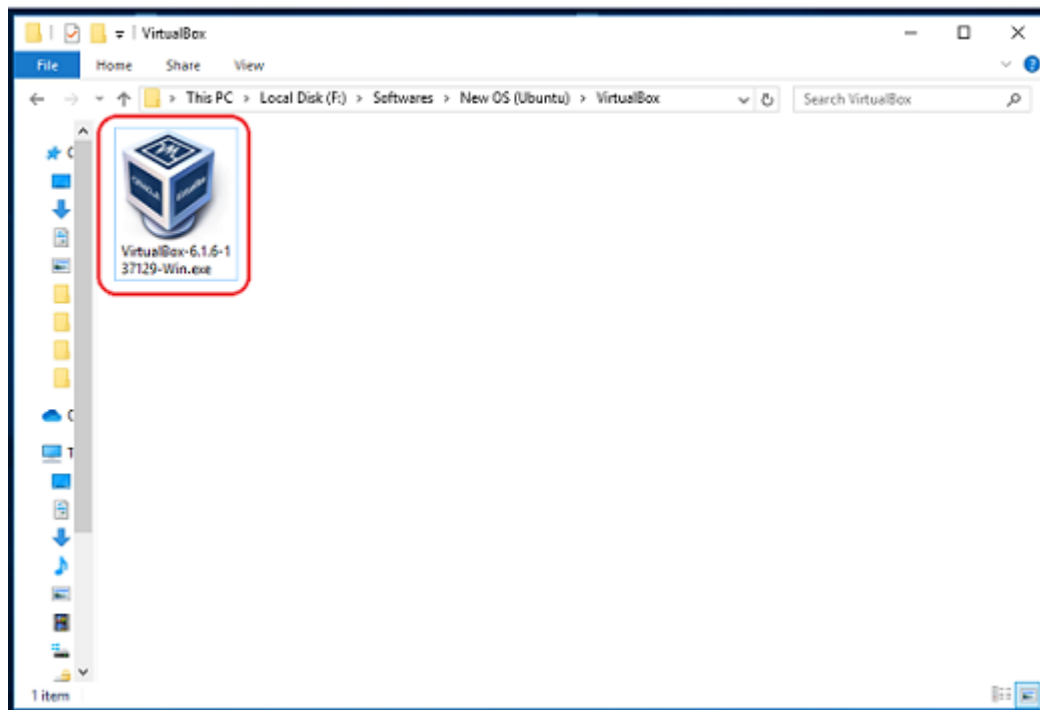 VirtualBox
File Home Share View
This PC > Local Disk (F:) > Softwares > New OS (Ubuntu) > VirtualBox
Search VirtualBox
VirtualBox-6.1.6-1
37129-Win.exe
1 item